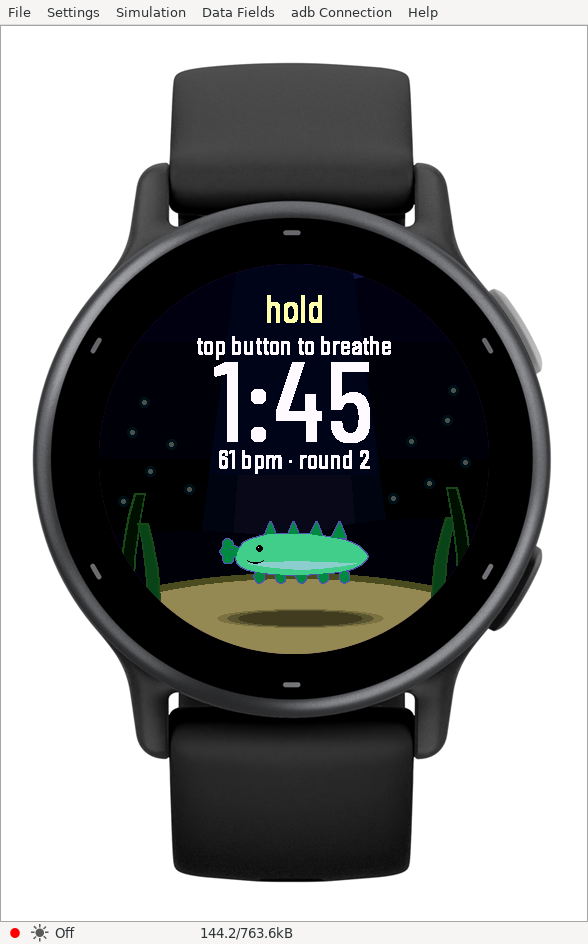 File Settings Simulation Data Fields adb Connection Help
hold
top button to breathe
1:45
61 bpm · round 2
Off 144.2/763.6kB